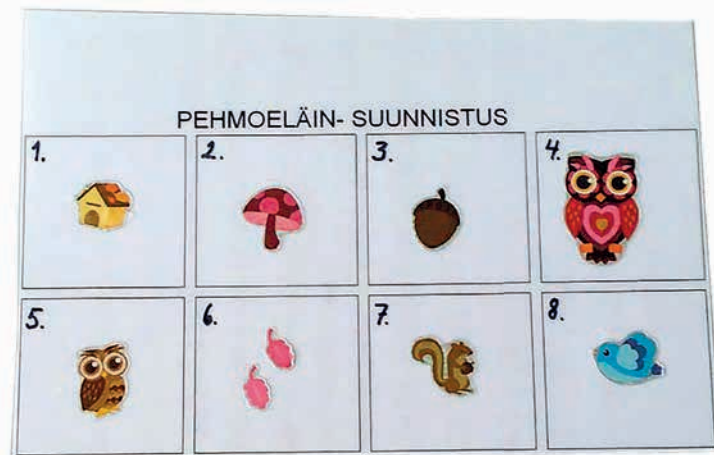 PEHMOELÄIN- SUUNNISTUS
1. 2. 3. 4.
5. 6. 7. 8.